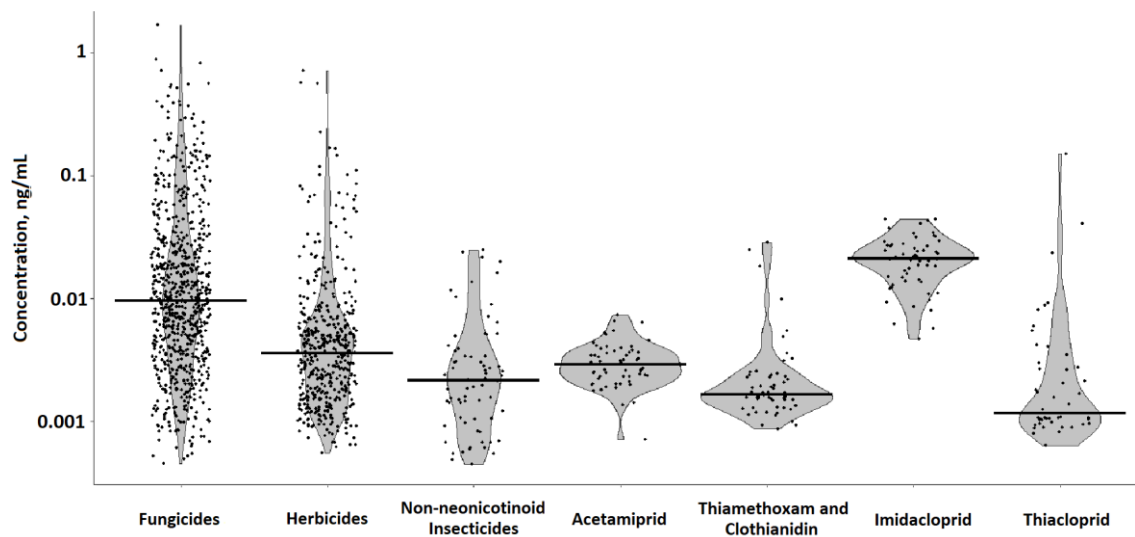 Concentration, ng/mL
1
0.1
0.01
0.001
Fungicides
Herbicides
Non-neonicotinoid
Insecticides
Acetamiprid
Thiamethoxam and
Clothianidin
Imidacloprid
Thiacloprid